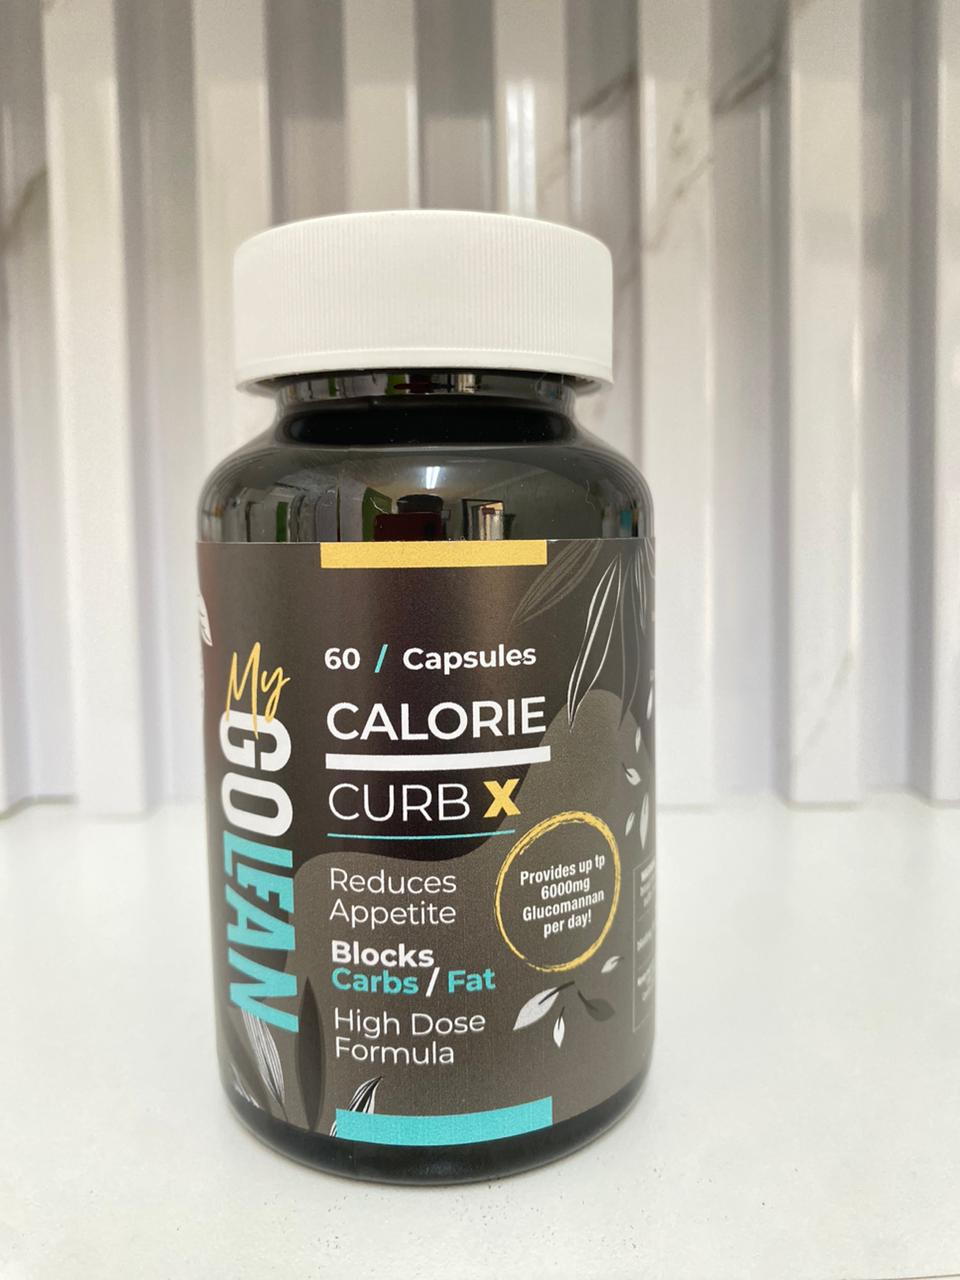 My
GOLEAN
60 / Capsules
CALORIE
CURB X
Reduces
Appetite
Blocks
Carbs / Fat
High Dose
Formula
Provides up tp
6000mg
Glucomannan
per day!